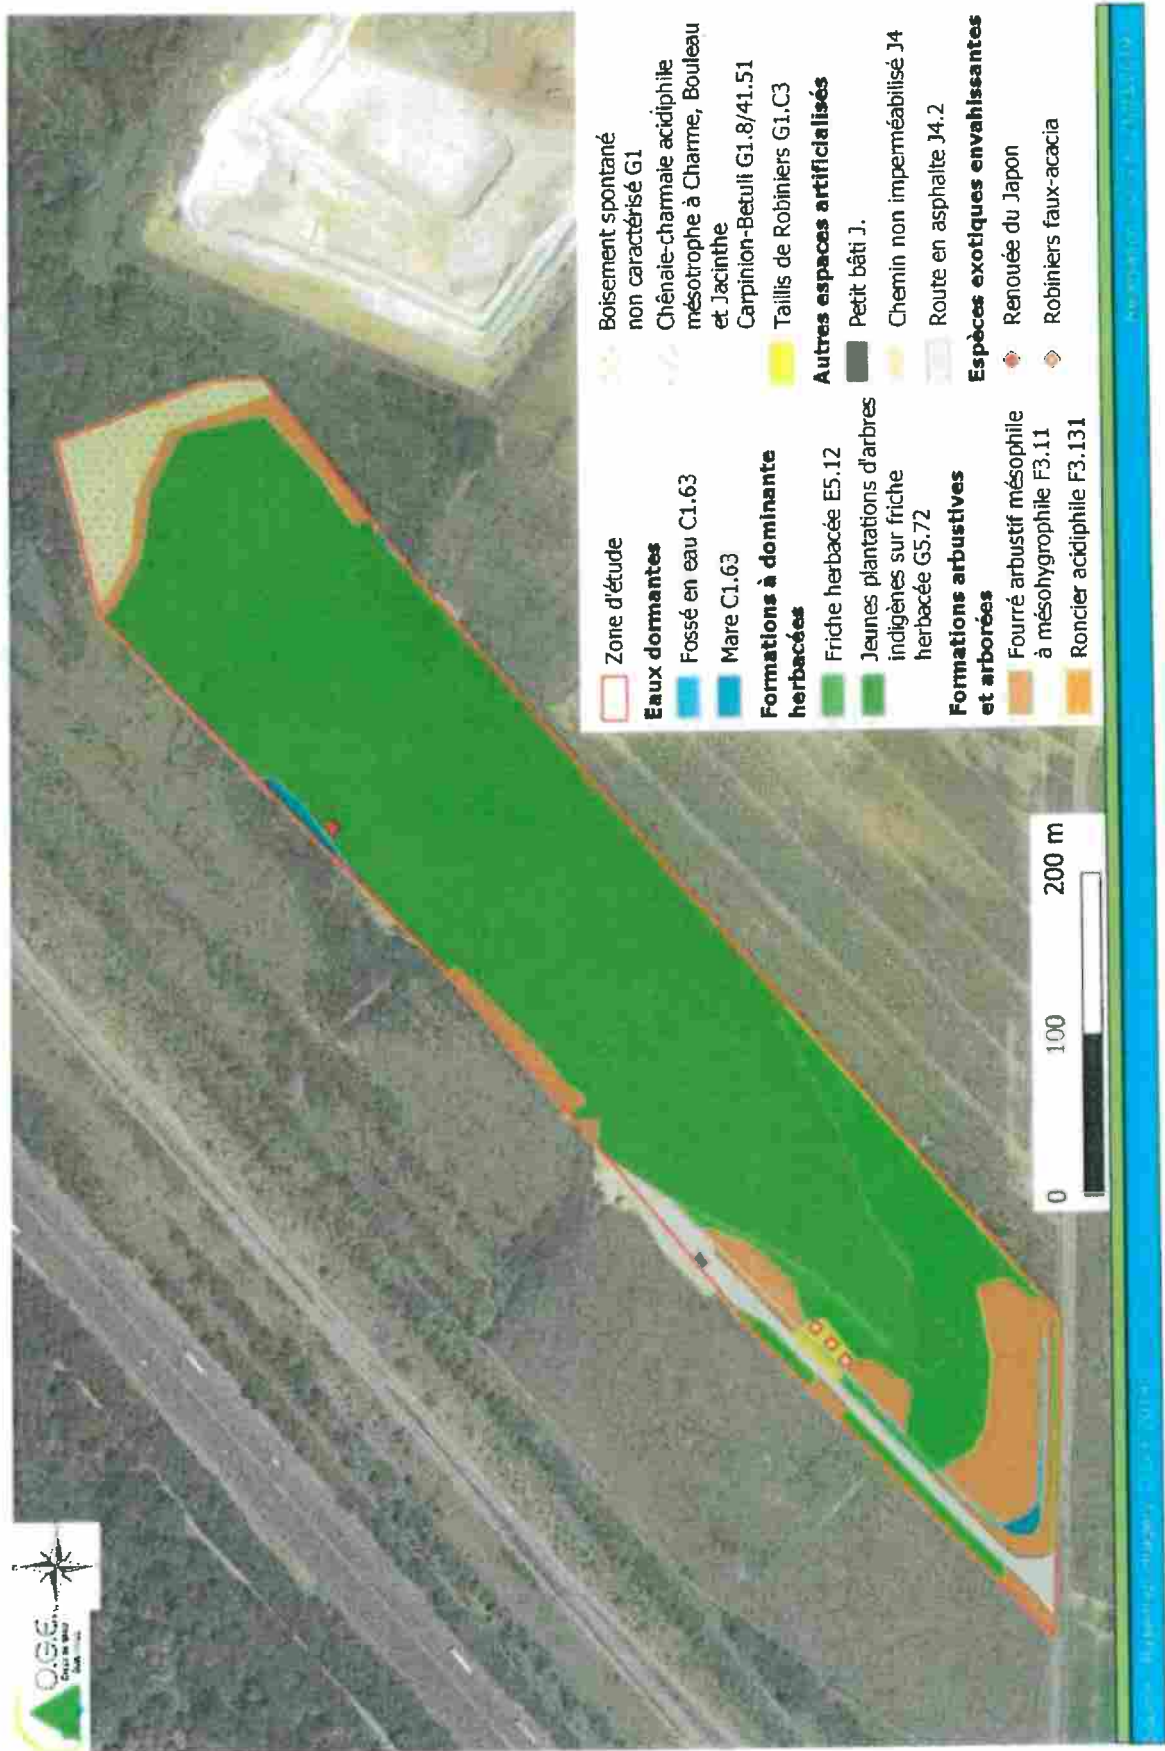 O.G.E.
Zone d'étude
Eaux dormantes
Fossé en eau C1.63
Mare C1.63
Formations à dominante
herbacées
Friche herbacée E5.12
Jeunes plantations d'arbres
indigènes sur friche
herbacée G5.72
Formations arbustives
et arborées
Fourré arbustif mésophile
à mésohygrophile F3.11
Roncier acidiphile F3.131
Boisement spontané
non caractérisé G1
Chênaie-charmaie acidiphile
mésotrophe à Charme, Bouleau
et Jacinthe
Carpinion-Betuli G1.8/41.51
Taillis de Robiniers G1.C3
Autres espaces artificialisés
Petit bâti J.
Chemin non imperméabilisé J4
Route en asphalte J4.2
Espèces exotiques envahissantes
Renouée du Japon
Robiniers faux-acacia
0 100 200 m